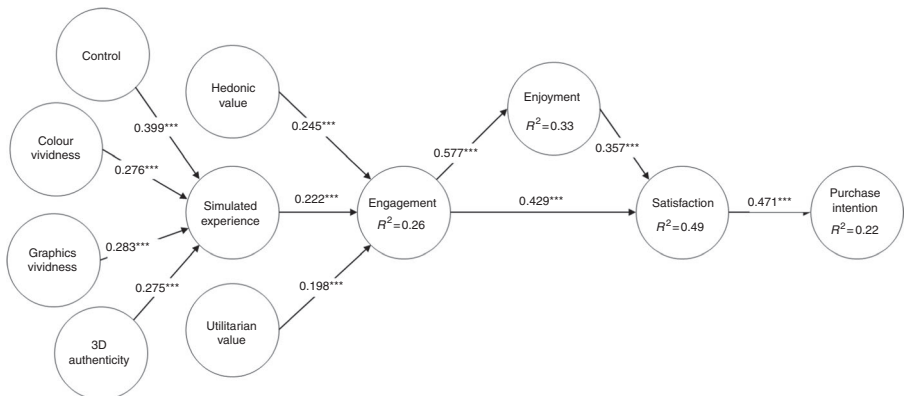 Control
0.399***
Colour
vividness
0.276***
Graphics
vividness
0.283***
3D
authenticity
0.275***
Simulated
experience
Hedonic
value
0.245***
0.222***
Utilitarian
value
0.198***
Engagement
R²=0.26
0.577***
Enjoyment
R²=0.33
0.357***
0.429***
Satisfaction
R²=0.49
0.471***
Purchase
intention
R²=0.22